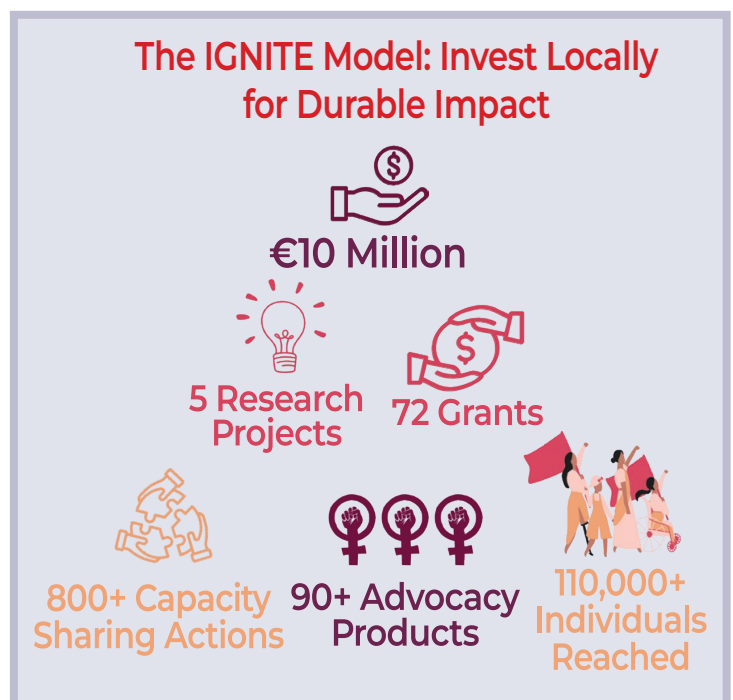 The IGNITE Model: Invest Locally
for Durable Impact
$
€10 Million
$
5 Research
Projects
72 Grants
800+ Capacity
Sharing Actions
90+ Advocacy
Products
110,000+
Individuals
Reached